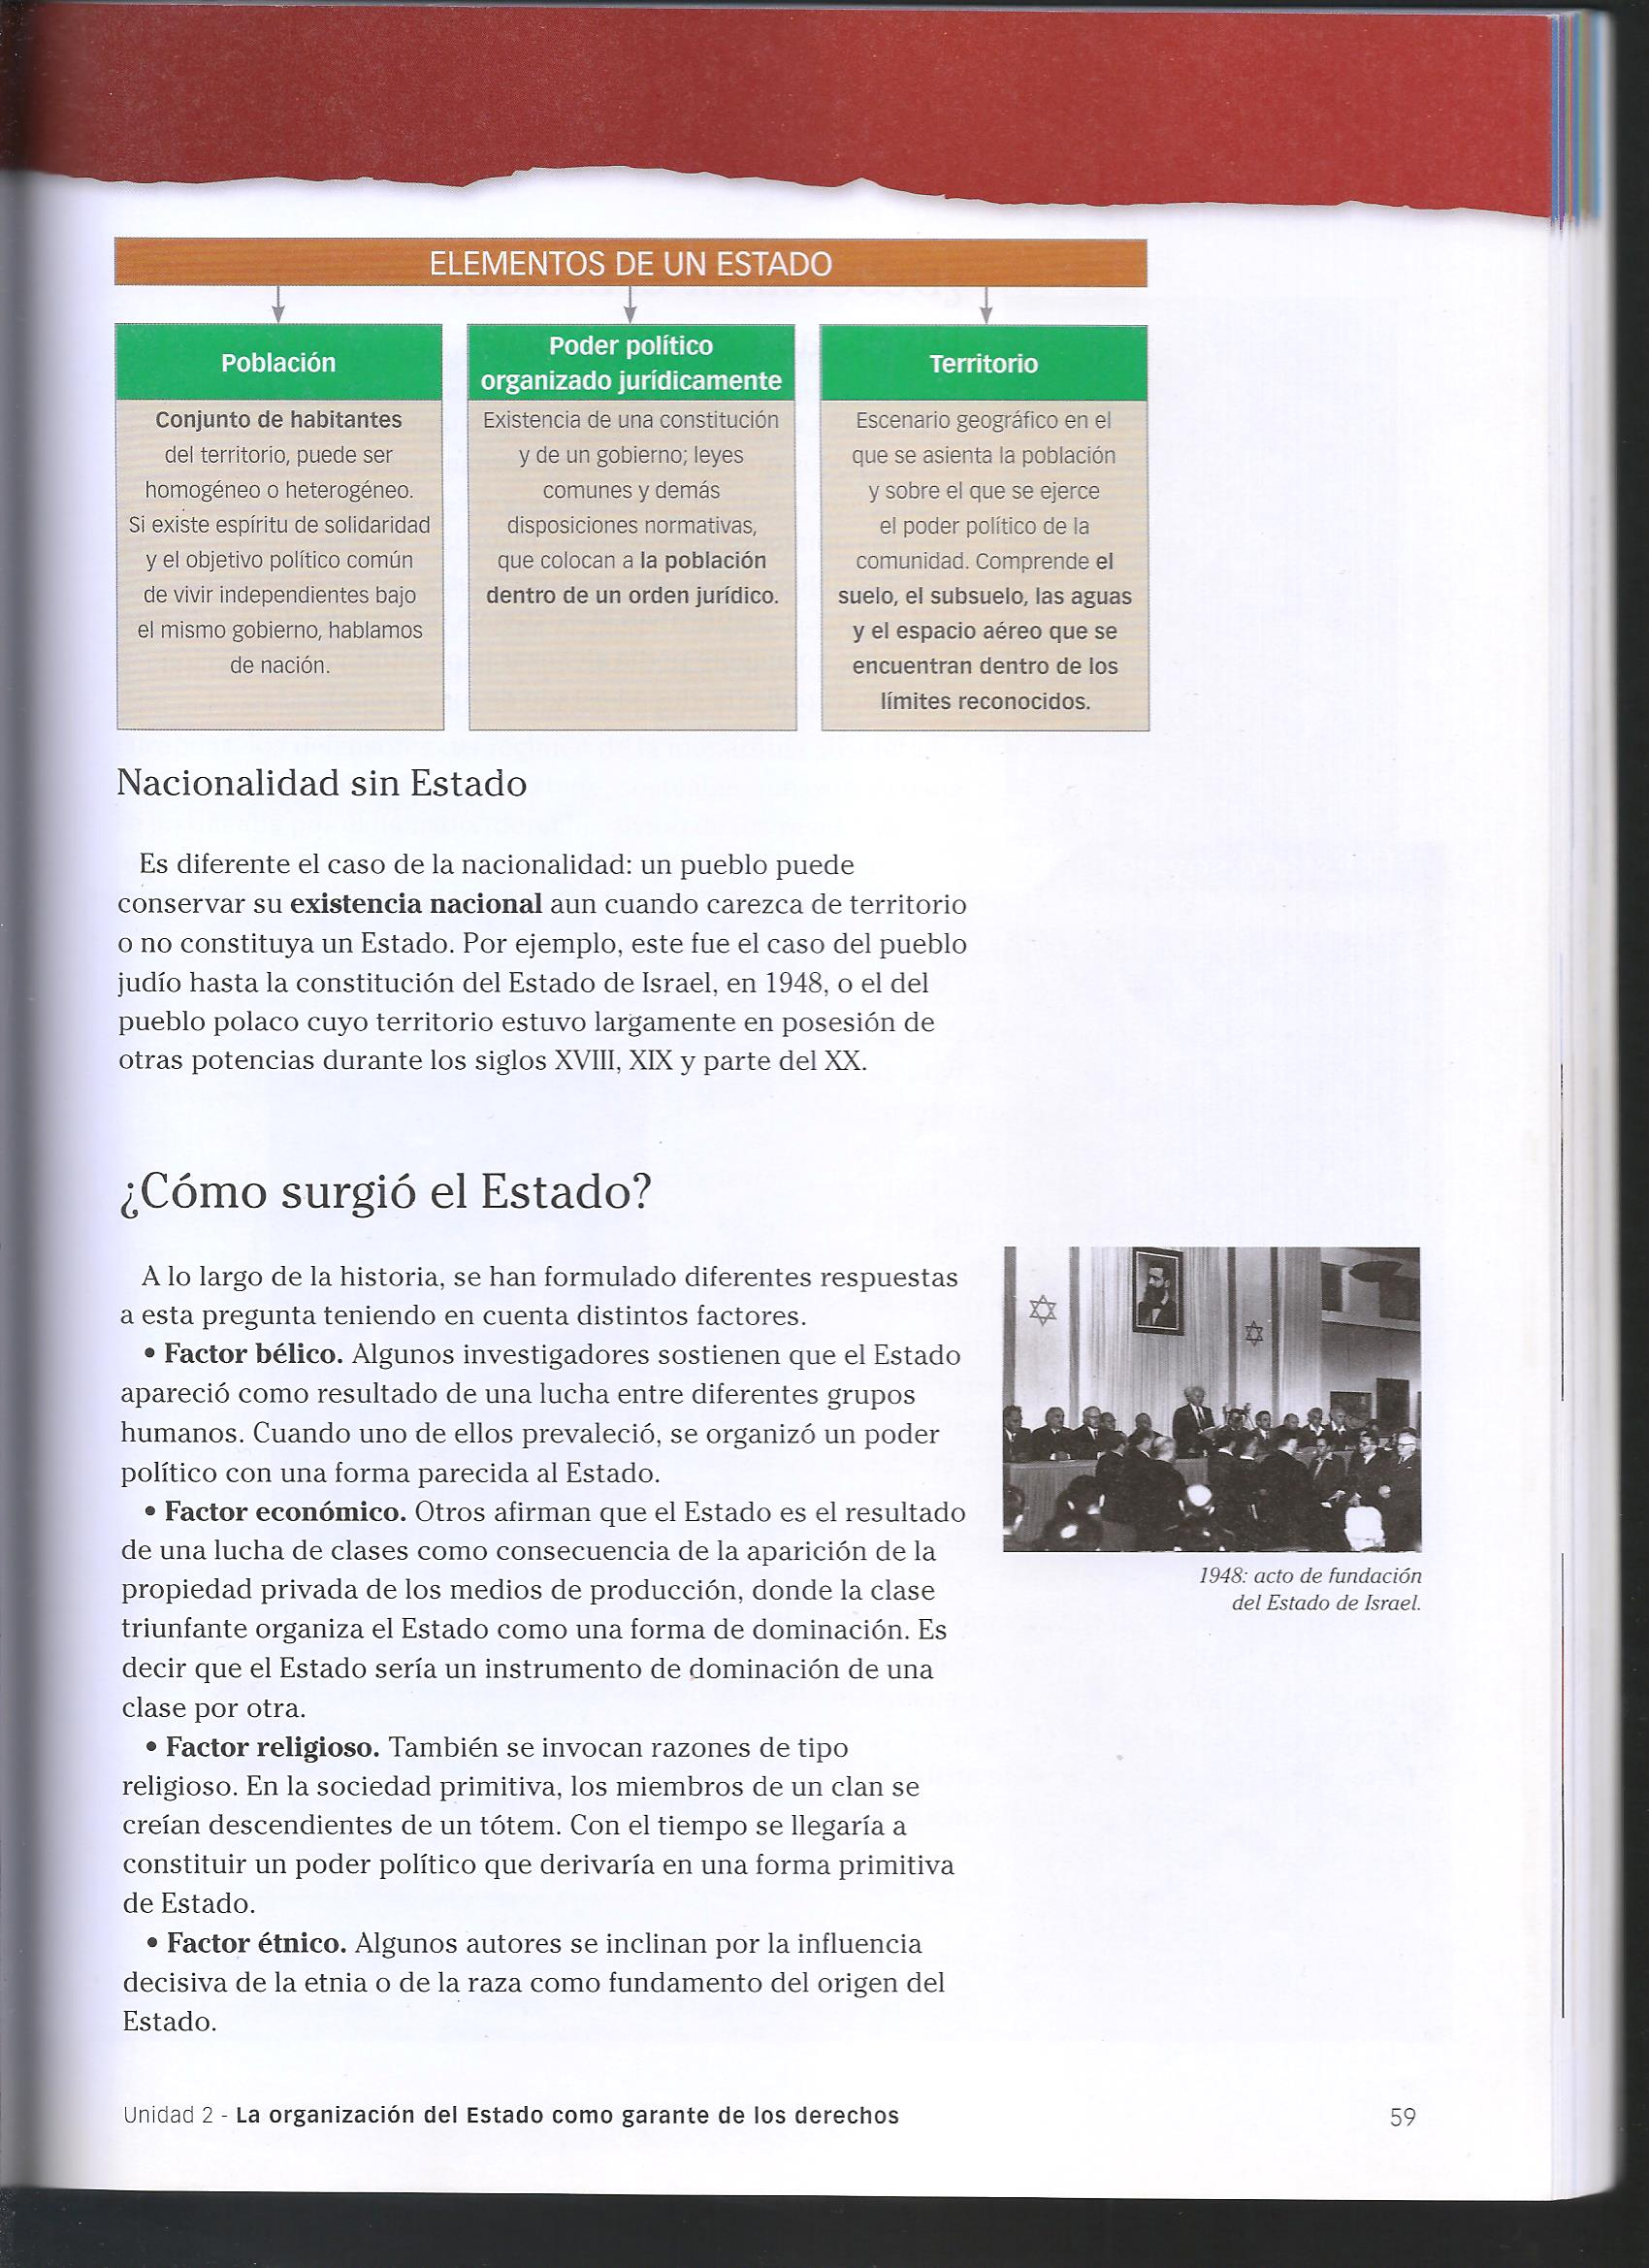 ELEMENTOS DE UN ESTADO
Población
Conjunto de habitantes
del territorio, puede ser
homogéneo o heterogéneo.
Si existe espíritu de solidaridad
y el objetivo político común
de vivir independientes bajo
el mismo gobierno, hablamos
de nación.
Poder político
organizado jurídicamente
Existencia de una constitución
y de un gobierno; leyes
comunes y demás
disposiciones normativas,
que colocan a la población
dentro de un orden jurídico.
Territorio
Escenario geográfico en el
que se asienta la población
y sobre el que se ejerce
el poder político de la
comunidad. Comprende el
suelo, el subsuelo, las aguas
y el espacio aéreo que se
encuentran dentro de los
límites reconocidos.
Nacionalidad sin Estado
Es diferente el caso de la nacionalidad: un pueblo puede
conservar su existencia nacional aun cuando carezca de territorio
o no constituya un Estado. Por ejemplo, este fue el caso del pueblo
judío hasta la constitución del Estado de Israel, en 1948, o el del
pueblo polaco cuyo territorio estuvo largamente en posesión de
otras potencias durante los siglos XVIII, XIX y parte del XX.
¿Cómo surgió el Estado?
A lo largo de la historia, se han formulado diferentes respuestas
a esta pregunta teniendo en cuenta distintos factores.
• Factor bélico. Algunos investigadores sostienen que el Estado
apareció como resultado de una lucha entre diferentes grupos
humanos. Cuando uno de ellos prevaleció, se organizó un poder
político con una forma parecida al Estado.
• Factor económico. Otros afirman que el Estado es el resultado
de una lucha de clases como consecuencia de la aparición de la
propiedad privada de los medios de producción, donde la clase
triunfante organiza el Estado como una forma de dominación. Es
decir que el Estado sería un instrumento de dominación de una
clase por otra.
• Factor religioso. También se invocan razones de tipo
religioso. En la sociedad primitiva, los miembros de un clan se
creían descendientes de un tótem. Con el tiempo se llegaría a
constituir un poder político que derivaría en una forma primitiva
de Estado.
• Factor étnico. Algunos autores se inclinan por la influencia
decisiva de la etnia o de la raza como fundamento del origen del
Estado.
1948: acto de fundación
del Estado de Israel.
Unidad 2 - La organización del Estado como garante de los derechos
59